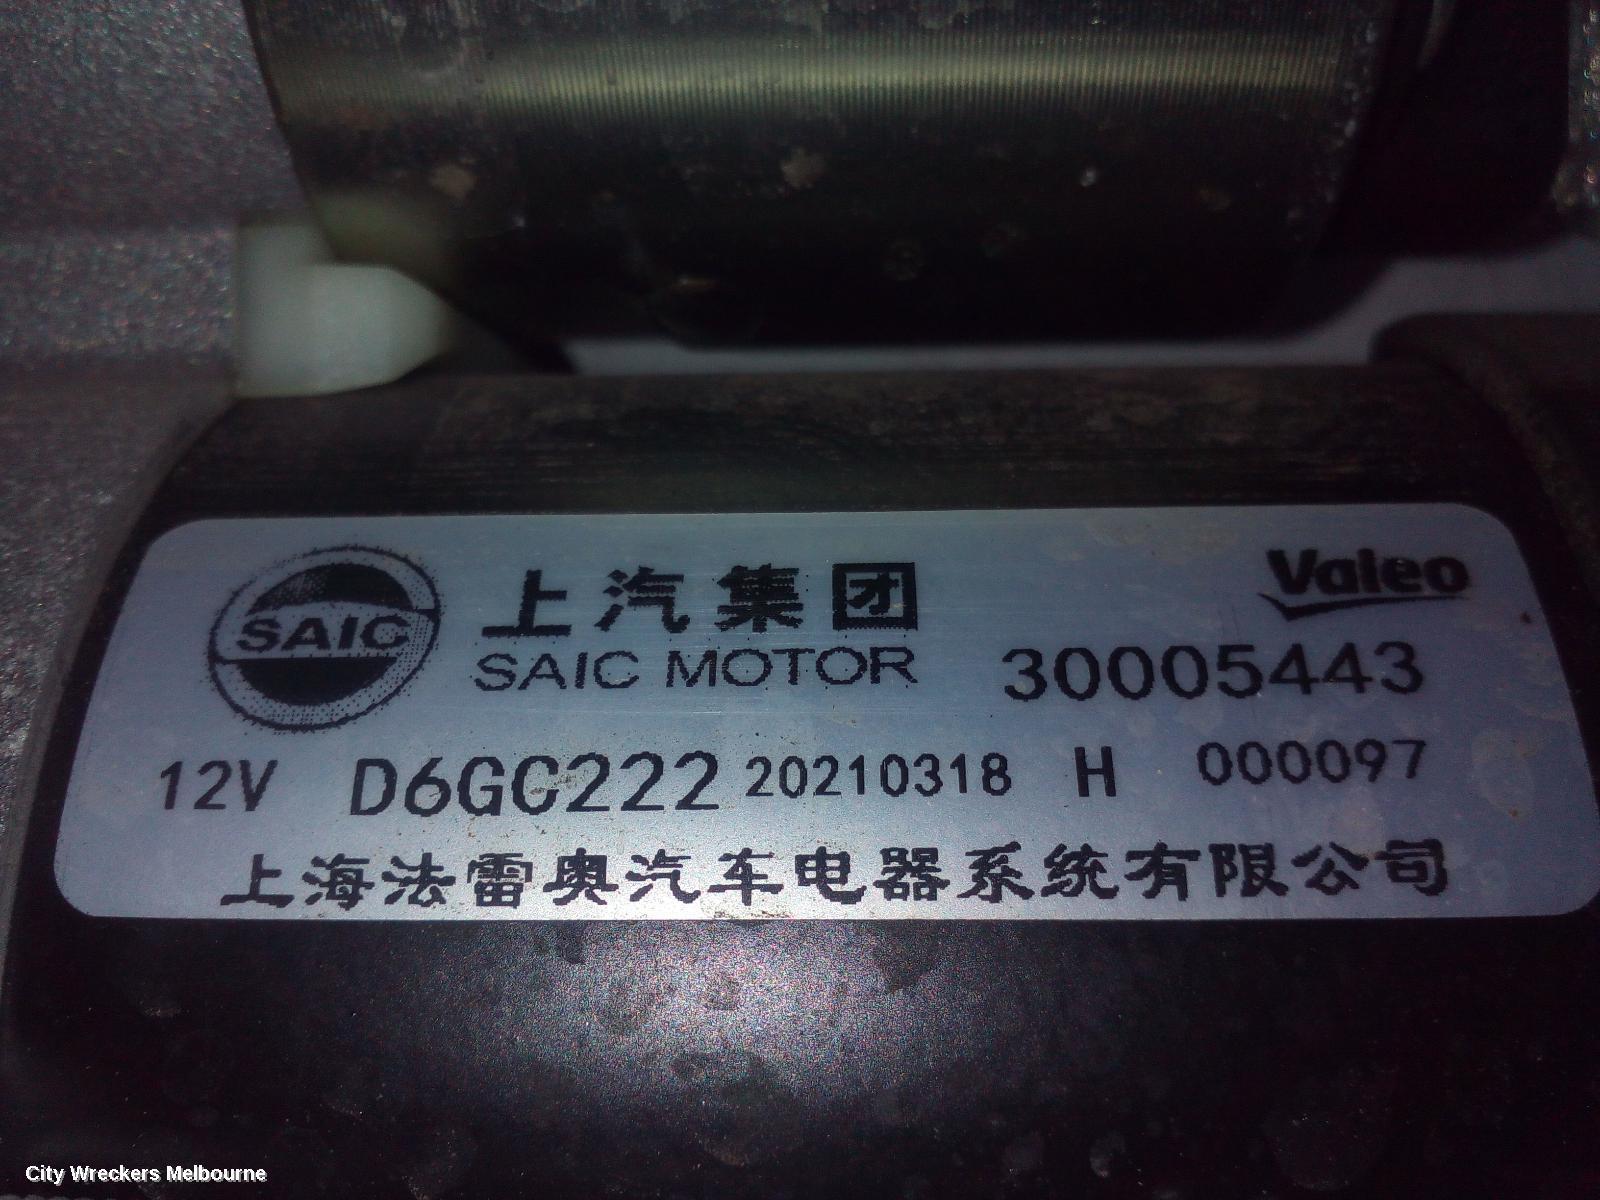 上汽集团
Valeo
SAIC
SAIC MOTOR
30005443
12V D6GC222 20210318 H 000097
上海法雷奥汽车电器系统有限公司
City Wreckers Melbourne